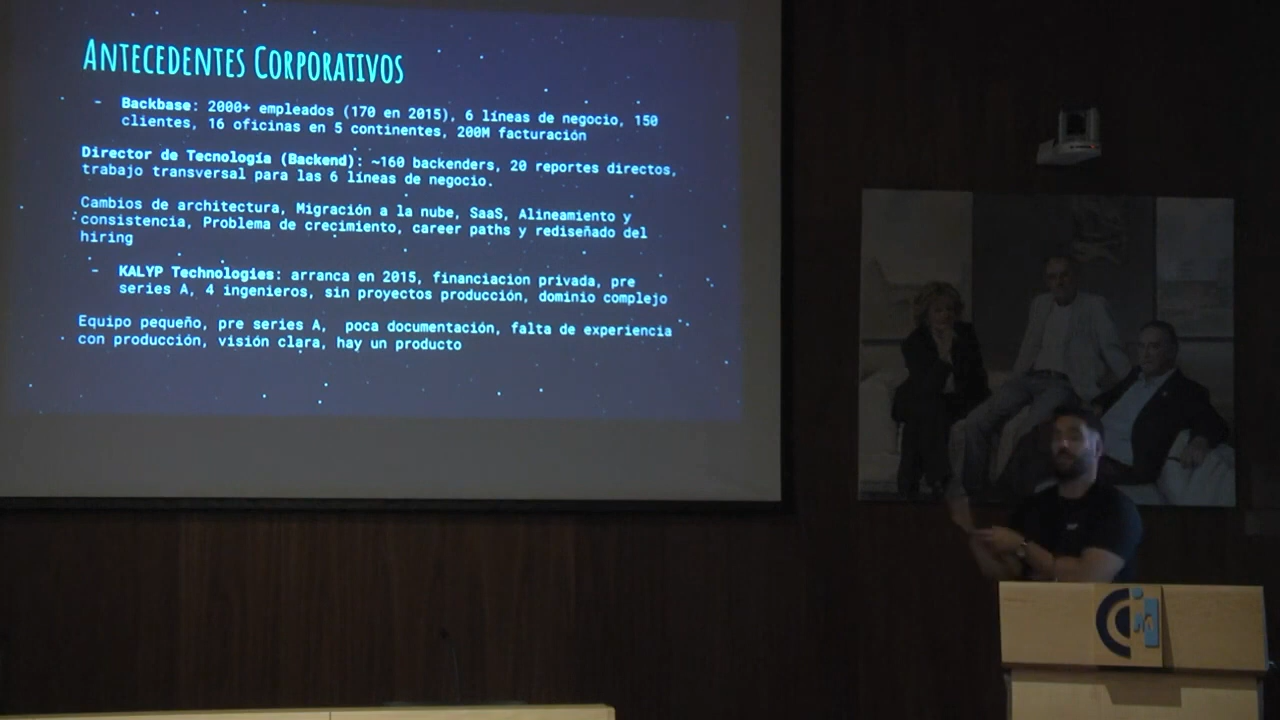 ANTECEDENTES CORPORATIVOS
- Backbase: 2000+ empleados (170 en 2015), 6 líneas de negocio, 150
clientes, 16 oficinas en 5 continentes, 200M facturación
Director de Tecnología (Backend): ~160 backenders, 20 reportes directos,
trabajo transversal para las 6 líneas de negocio.
Cambios de architectura, Migración a la nube, SaaS, Alineamiento y
consistencia, Problema de crecimiento, career paths y rediseñado del
hiring
- KALYP Technologies: arranca en 2015, financiacion privada, pre
series A, 4 ingenieros, sin proyectos producción, dominio complejo
Equipo pequeño, pre series A, poca documentación, falta de experiencia
con producción, visión clara, hay un producto